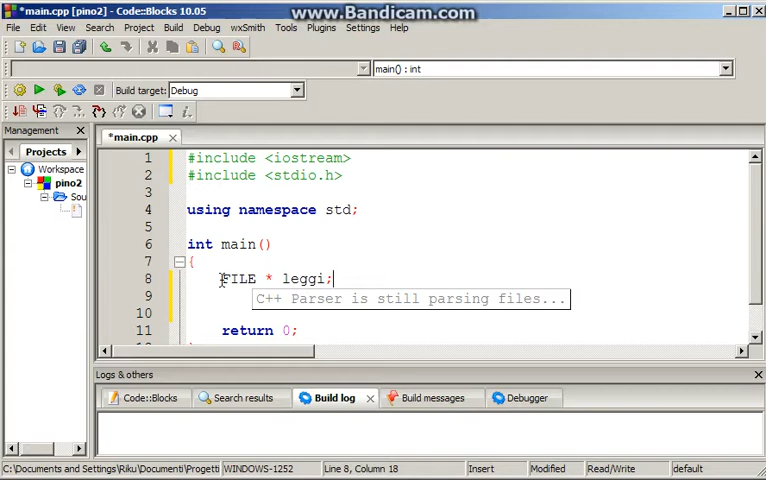 *main.cpp [pino2] - Code::Blocks 10.05
www.Bandicam.com
File Edit View Search Project Build Debug wxSmith Tools Plugins Settings Help
main() : int
Build target: Debug
Management
Projects
Workspace
pino2
Sou
*main.cpp
1 #include <iostream>
2 #include <stdio.h>
3
4 using namespace std;
5
6 int main()
7 {
8 FILE * leggi;
C++ Parser is still parsing files...
9
10
11 return 0;
Logs & others
Code::Blocks Search results Build log Build messages Debugger
C:\Documents and Settings\Riku\Documenti\Progetti WINDOWS-1252 Line 8, Column 18 Insert Modified Read/Write default